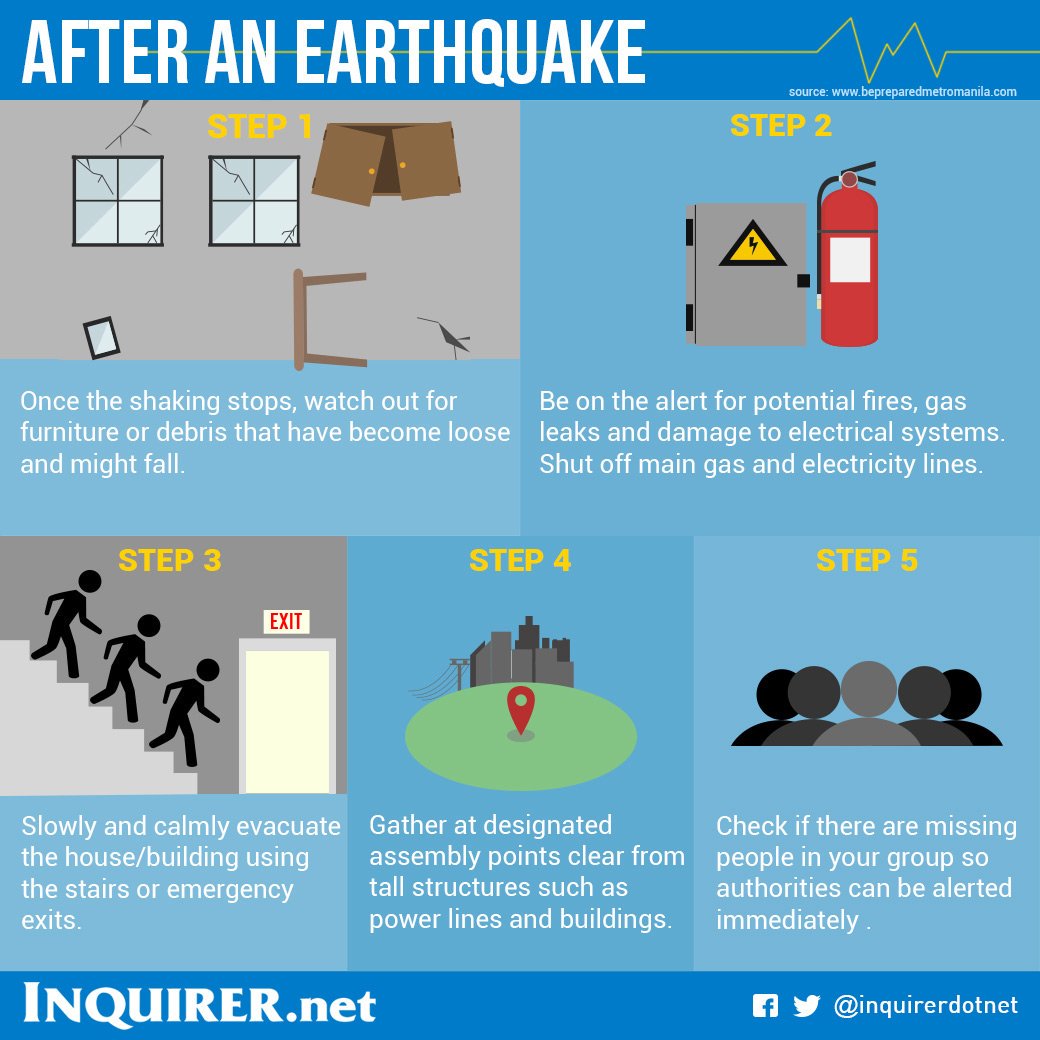 AFTER AN EARTHQUAKE
source: www.bepreparedmetromanila.com
STEP 1
Once the shaking stops, watch out for
furniture or debris that have become loose
and might fall.
STEP 2
Be on the alert for potential fires, gas
leaks and damage to electrical systems.
Shut off main gas and electricity lines.
STEP 3
EXIT
Slowly and calmly evacuate
the house/building using
the stairs or emergency
exits.
STEP 4
Gather at designated
assembly points clear from
tall structures such as
power lines and buildings.
STEP 5
Check if there are missing
people in your group so
authorities can be alerted
immediately .
INQUIRER.net
@inquirerdotnet